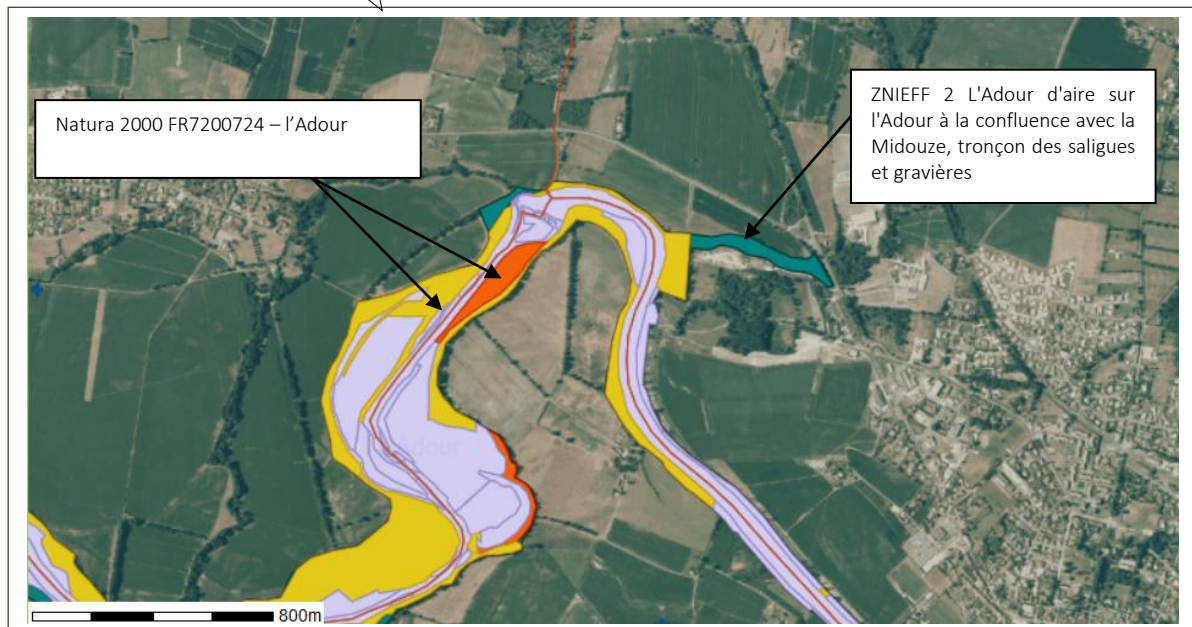 Natura 2000 FR7200724 – l’Adour
ZNIEFF 2 L'Adour d'aire sur
l'Adour à la confluence avec la
Midouze, tronçon des saligues
et gravières
800m